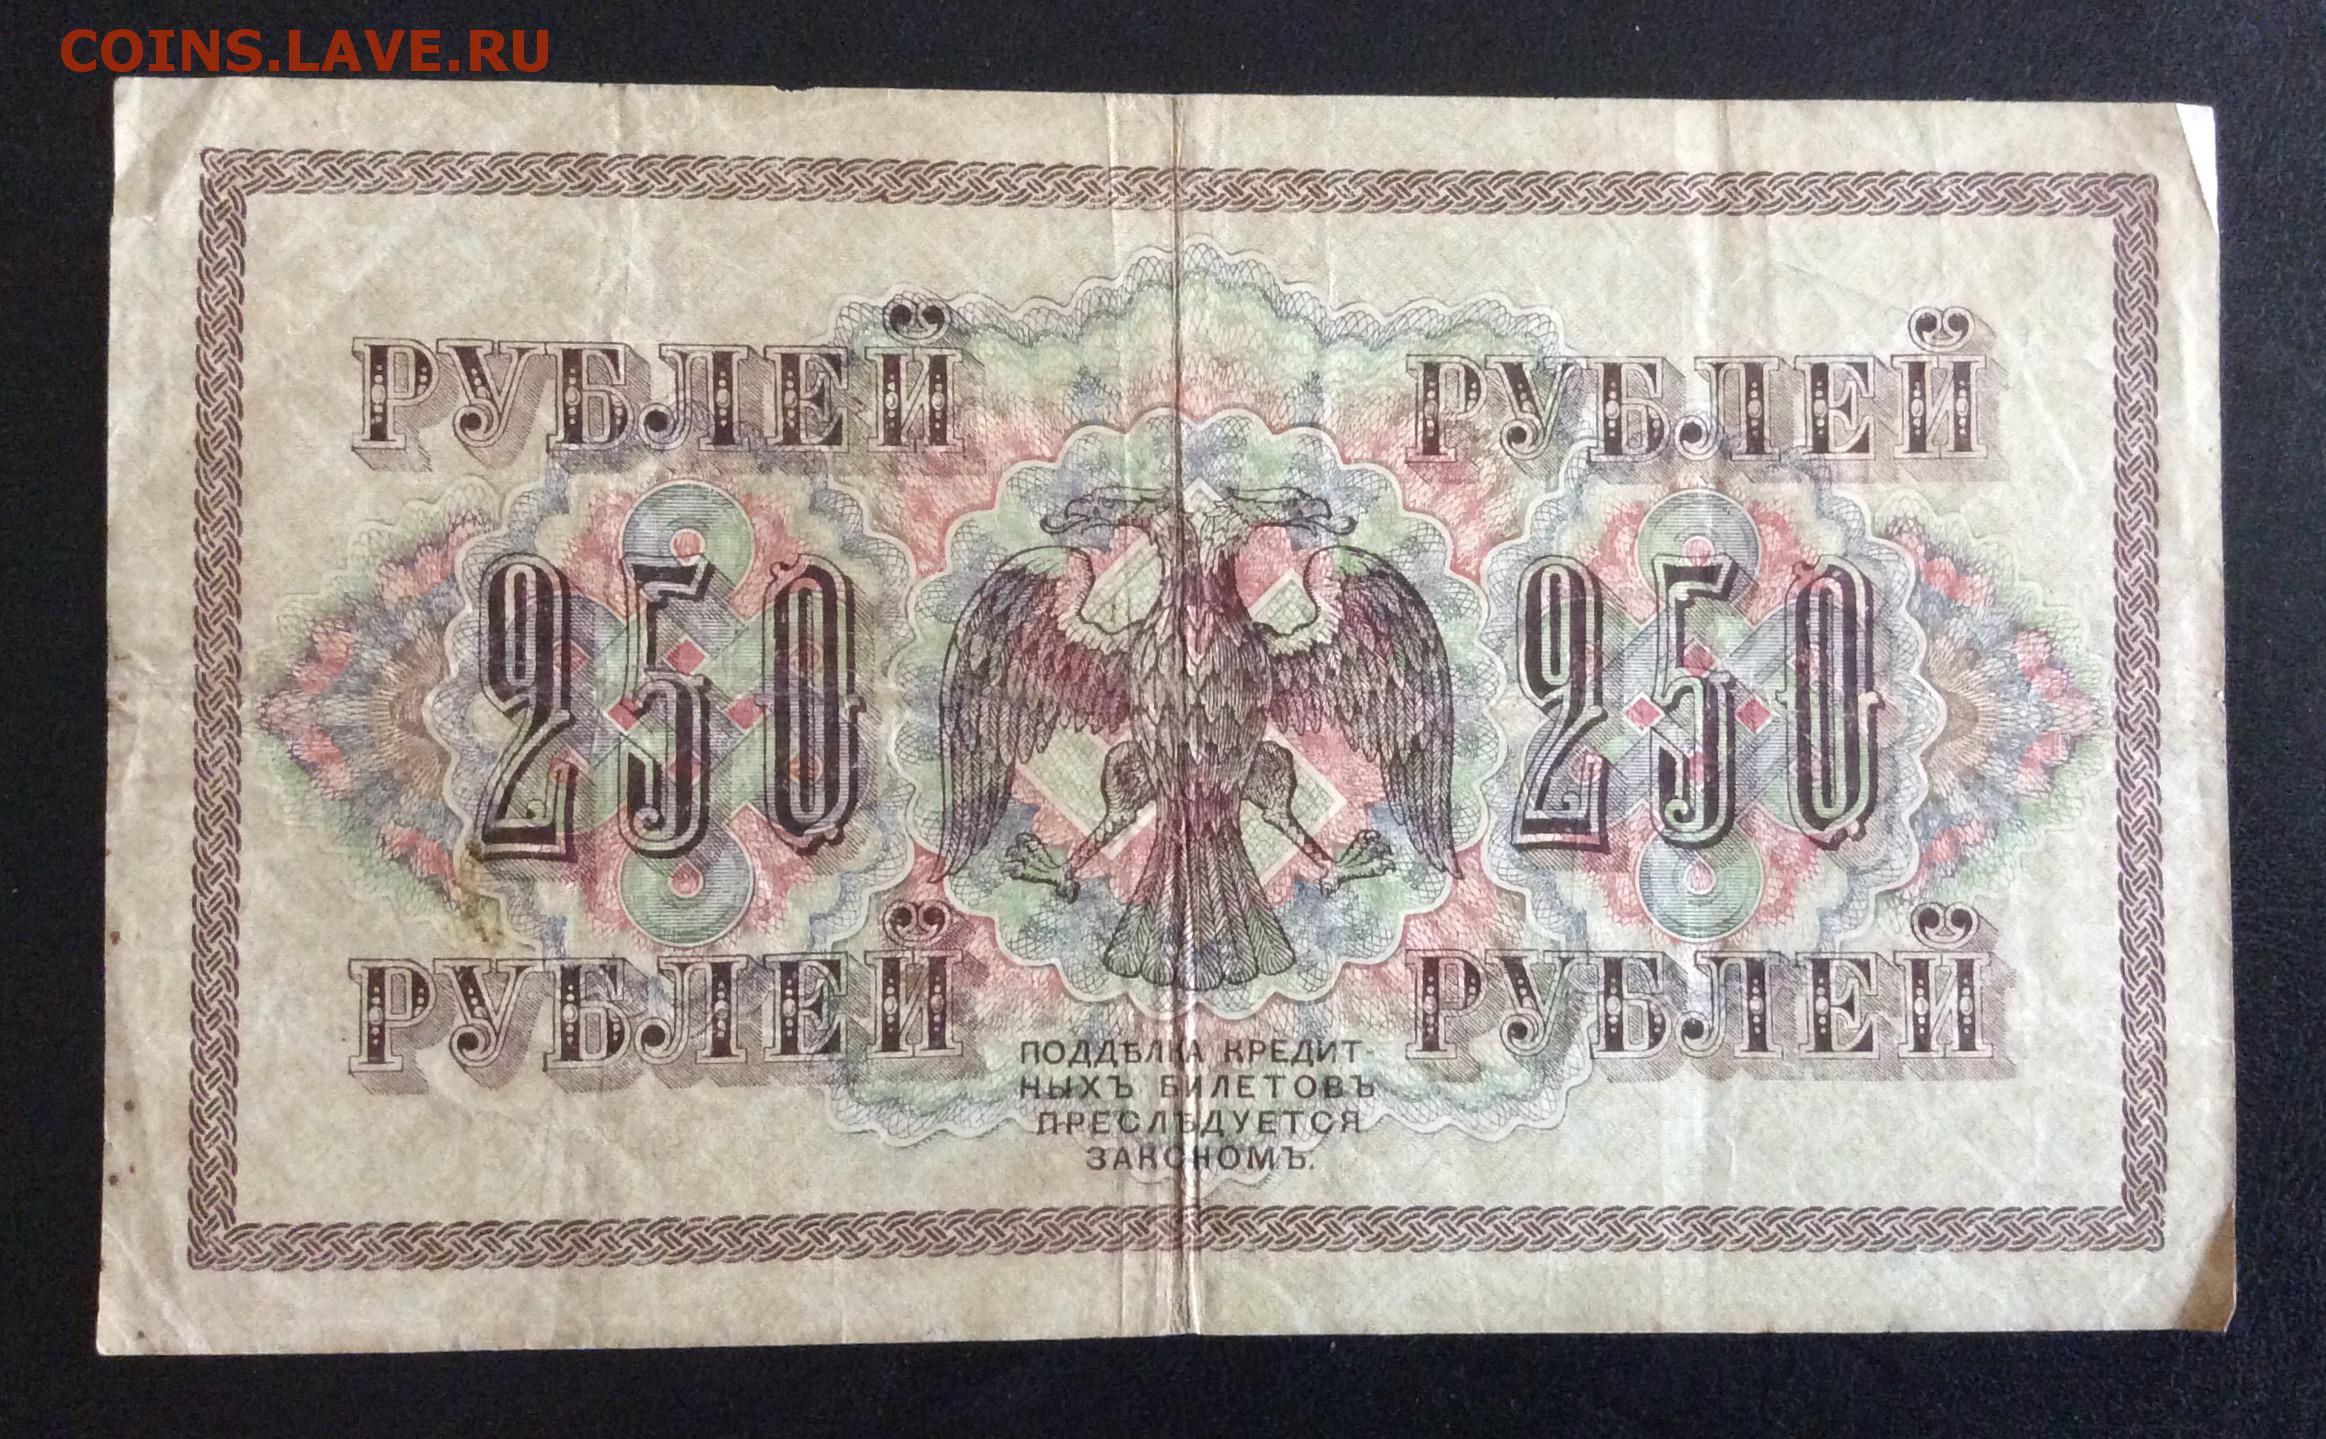 COINS.LAVE.RU
РУБЛЕЙ РУБЛЕЙ
250 250
РУБЛЕЙ РУБЛЕЙ
ПОДДѢЛКА КРЕДИТ-
НЫХЪ БИЛЕТОВЪ
ПРЕСЛѢДУЕТСЯ
ЗАКОНОМЪ.